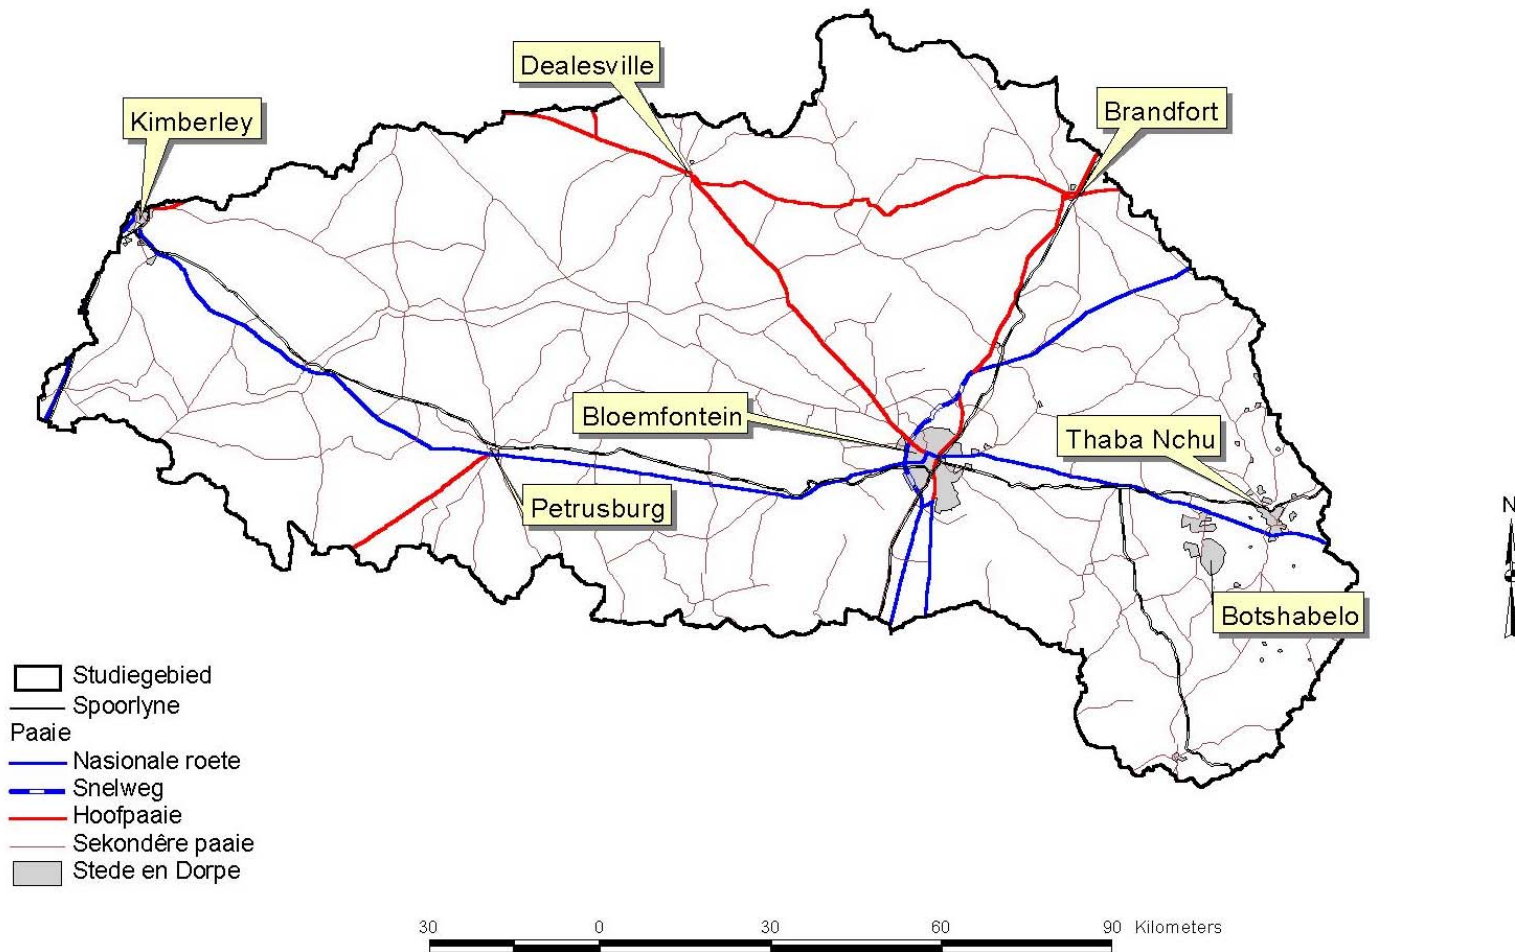 Dealesville
Kimberley
Brandfort
Bloemfontein
Thaba Nchu
Petrusburg
N
Botshabelo
Studiegebied
Spoorlyne
Paaie
Nasionale roete
Snelweg
Hoofpaaie
Sekondêre paaie
Stede en Dorpe
30 0 30 60 90 Kilometers